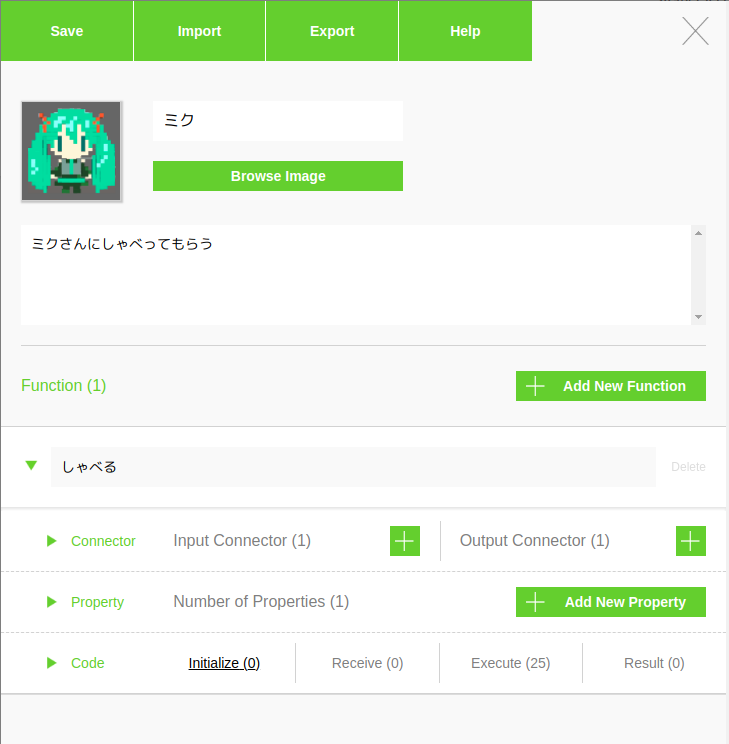 Save Import Export Help
ミク
Browse Image
ミクさんにしゃべってもらう
Function (1) Add New Function
しゃべる Delete
Connector Input Connector (1) Output Connector (1)
Property Number of Properties (1) Add New Property
Code Initialize (0) Receive (0) Execute (25) Result (0)